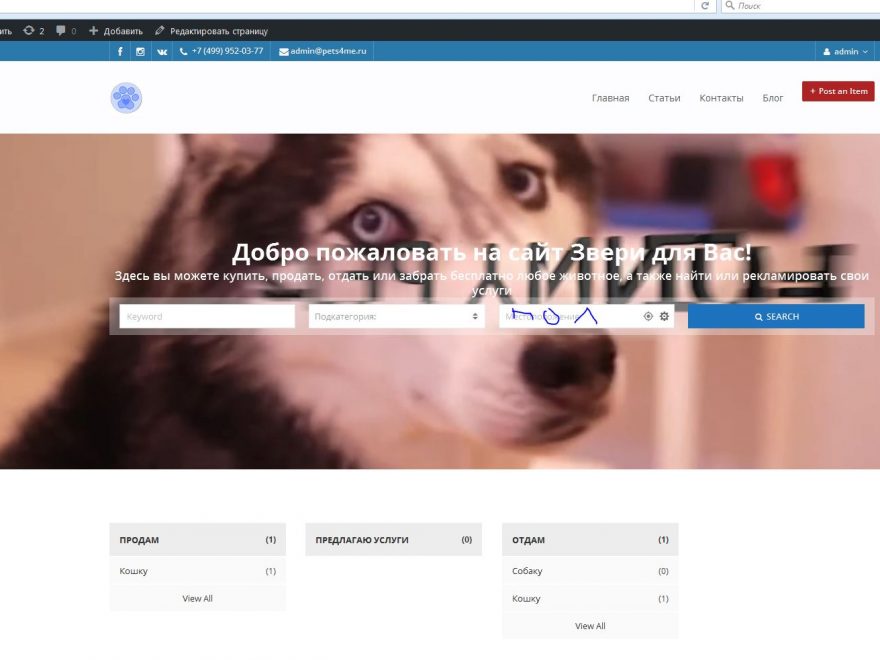 Поиск
ить 2 0 Добавить Редактировать страницу
f +7 (499) 952-03-77 admin@pets4me.ru admin
Главная Статьи Контакты Блог + Post an Item
Добро пожаловать на сайт Звери для Вас!
Здесь вы можете купить, продать, отдать или забрать бесплатно любое животное, а также найти или рекламировать свои
услуги
Keyword Подкатегория: Местоположение SEARCH
пол
ПРОДАМ (1) ПРЕДЛАГАЮ УСЛУГИ (0) ОТДАМ (1)
Кошку (1) Собаку (0)
View All Кошку (1)
View All